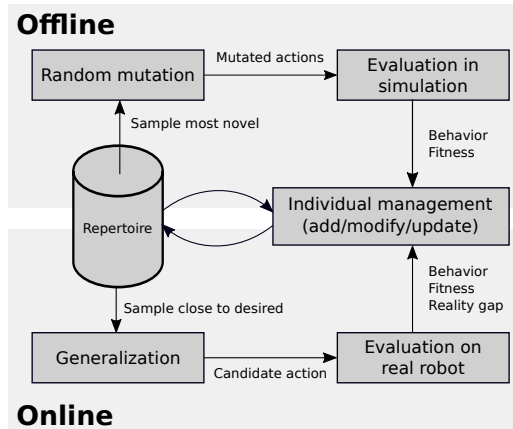 Offline
Mutated actions
Random mutation
Evaluation in
simulation
Sample most novel
Behavior
Fitness
Repertoire
Individual management
(add/modify/update)
Behavior
Fitness
Reality gap
Sample close to desired
Generalization
Candidate action
Evaluation on
real robot
Online